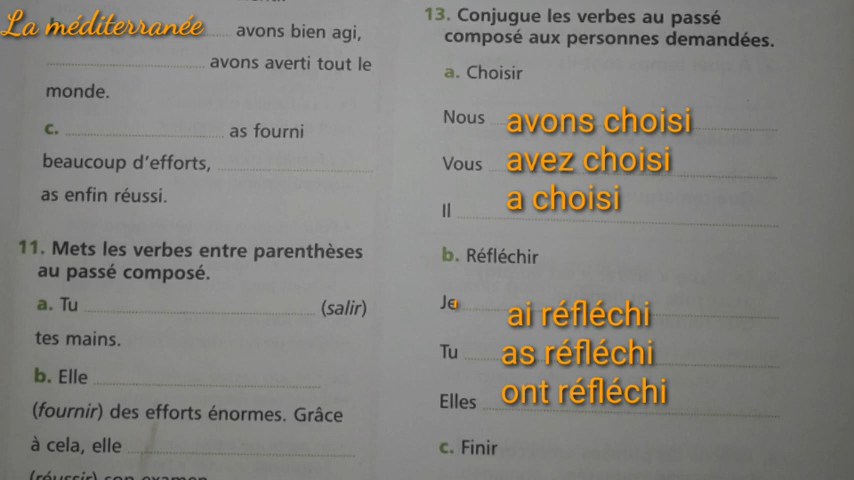 La méditerranée
avons bien agi,
avons averti tout le
monde.
c. as fourni
beaucoup d'efforts,
as enfin réussi.
11. Mets les verbes entre parenthèses
au passé composé.
a. Tu (salir)
tes mains.
b. Elle
(fournir) des efforts énormes. Grâce
à cela, elle
(réussir) son examen
13. Conjugue les verbes au passé
composé aux personnes demandées.
a. Choisir
Nous avons choisi
Vous avez choisi
Il a choisi
b. Réfléchir
Je ai réfléchi
Tu as réfléchi
Elles ont réfléchi
c. Finir